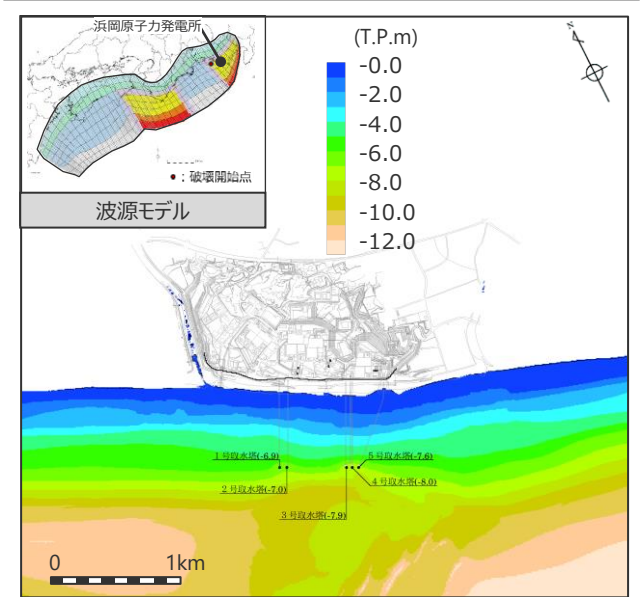 浜岡原子力発電所
●：破壊開始点
波源モデル
(T.P.m)
-0.0
-2.0
-4.0
-6.0
-8.0
-10.0
-12.0
1号取水塔(-6.9)
5号取水塔(-7.6)
2号取水塔(-7.0)
4号取水塔(-8.0)
3号取水塔(-7.9)
0 1km